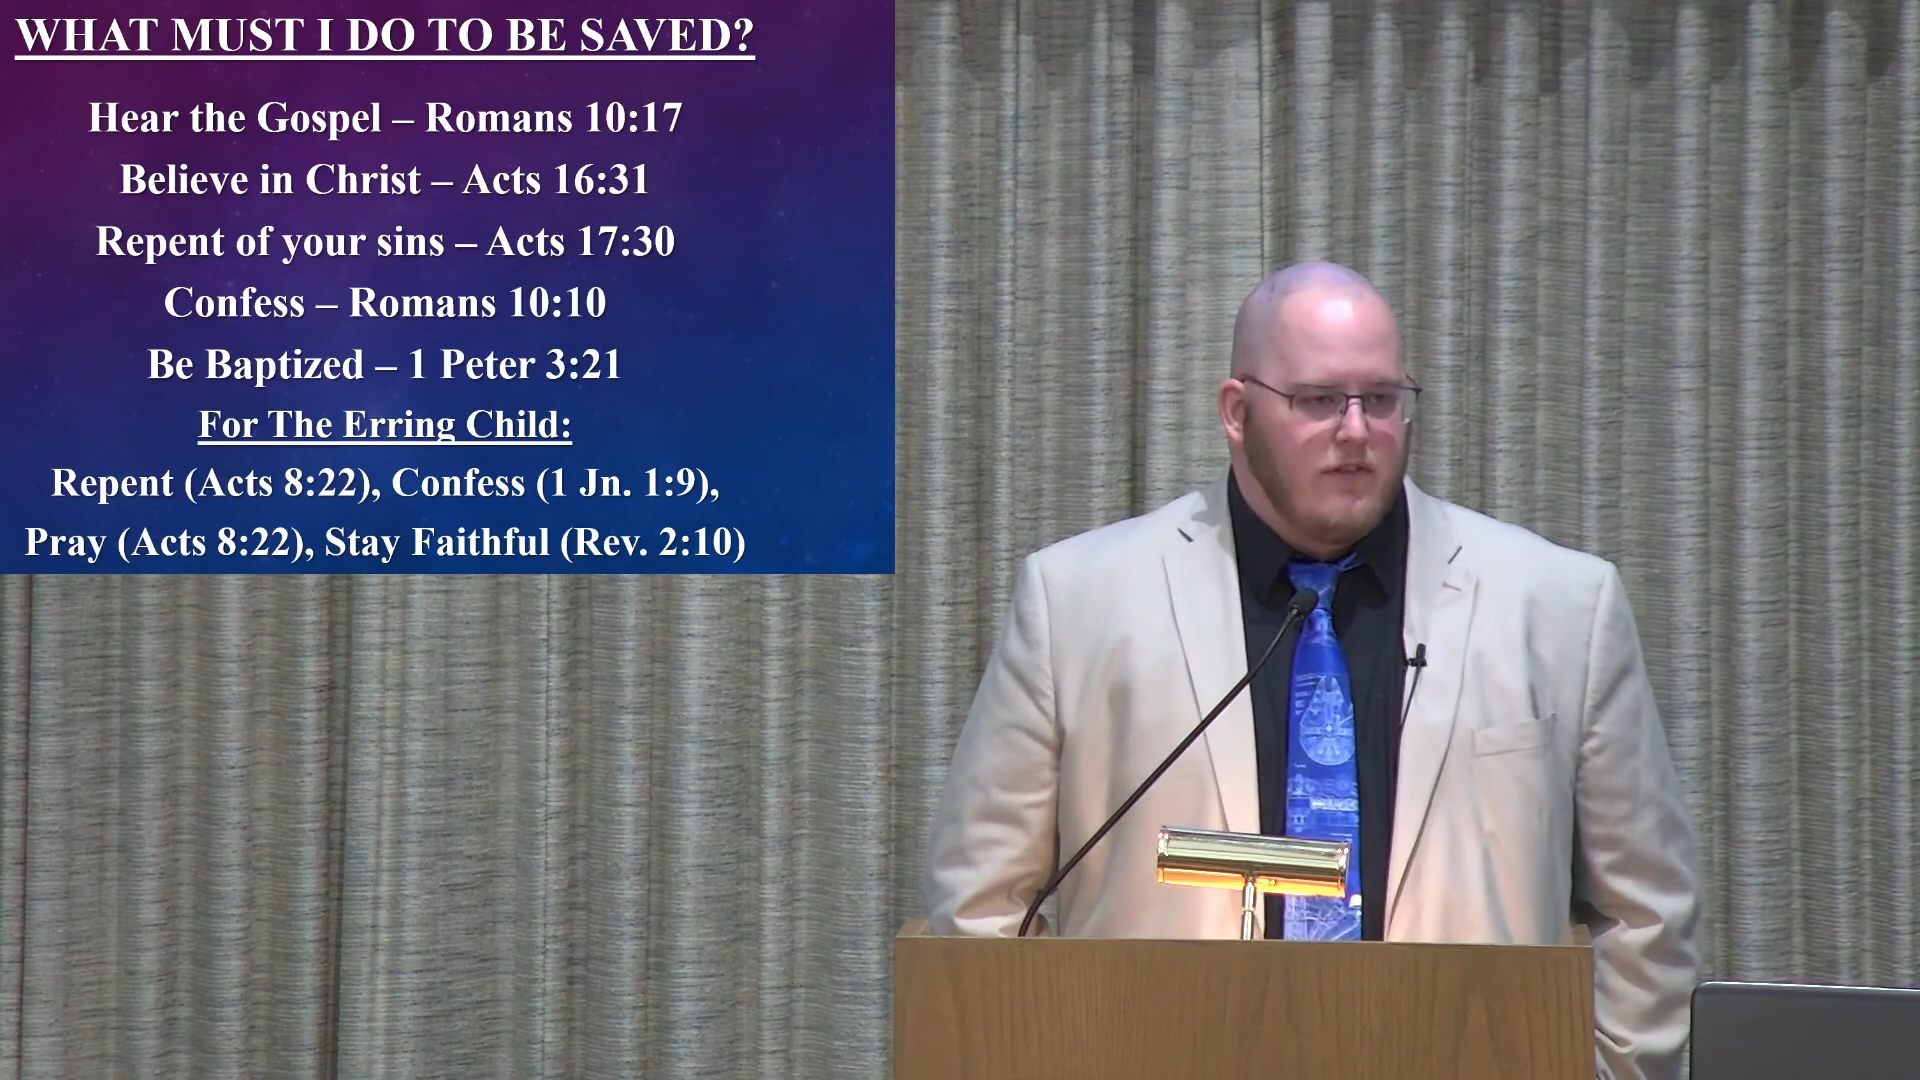 WHAT MUST I DO TO BE SAVED?
Hear the Gospel – Romans 10:17
Believe in Christ – Acts 16:31
Repent of your sins – Acts 17:30
Confess – Romans 10:10
Be Baptized – 1 Peter 3:21
For The Erring Child:
Repent (Acts 8:22), Confess (1 Jn. 1:9),
Pray (Acts 8:22), Stay Faithful (Rev. 2:10)